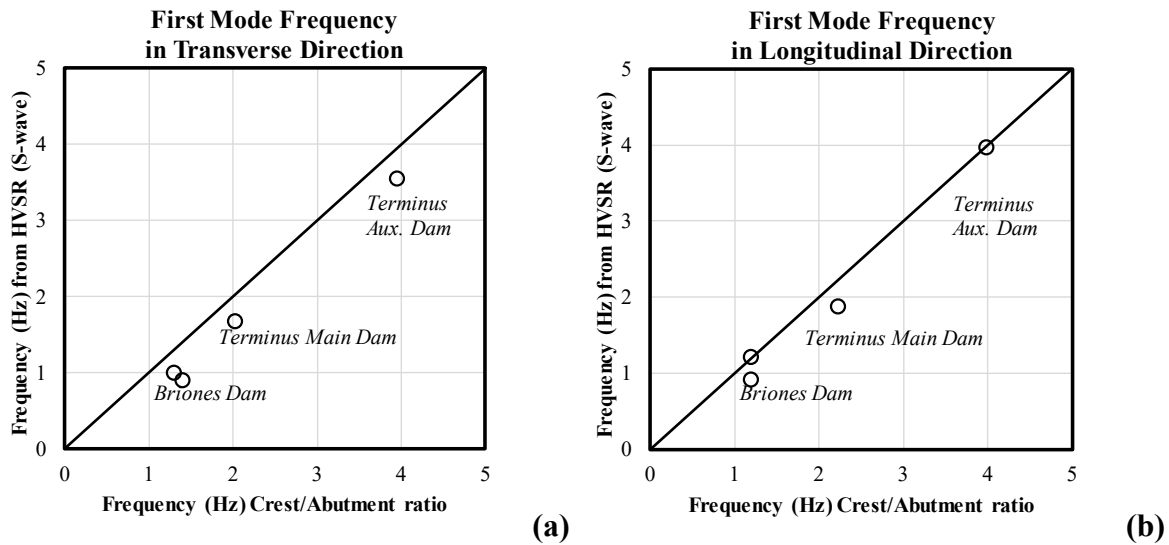 First Mode Frequency
in Transverse Direction
Frequency (Hz) from HVSR (S-wave)
5
4
3
2
1
0
Terminus
Aux. Dam
Terminus Main Dam
Briones Dam
0 1 2 3 4 5
Frequency (Hz) Crest/Abutment ratio
(a)
First Mode Frequency
in Longitudinal Direction
Frequency (Hz) from HVSR (S-wave)
5
4
3
2
1
0
Terminus
Aux. Dam
Terminus Main Dam
Briones Dam
0 1 2 3 4 5
Frequency (Hz) Crest/Abutment ratio
(b)